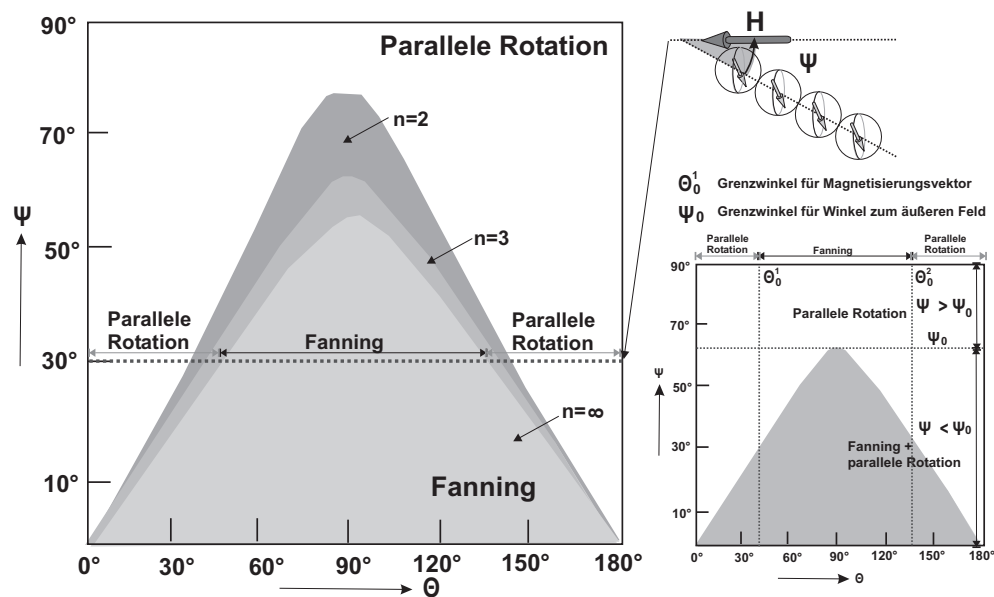 90°
70°
50°
30°
10°
Ψ
Parallele Rotation
n=2
n=3
Parallele
Rotation
Fanning
Parallele
Rotation
n=∞
Fanning
0°
30°
60°
90°
120°
150°
180°
Θ
H
Ψ
Θ₀¹ Grenzwinkel für Magnetisierungsvektor
Ψ₀ Grenzwinkel für Winkel zum äußeren Feld
Parallele
Rotation
Fanning
Parallele
Rotation
90°
70°
50°
30°
10°
Ψ
Θ₀¹
Θ₀²
Parallele Rotation
Ψ > Ψ₀
Ψ₀
Ψ < Ψ₀
Fanning +
parallele Rotation
0°
30°
60°
90°
120°
150°
180°
Θ